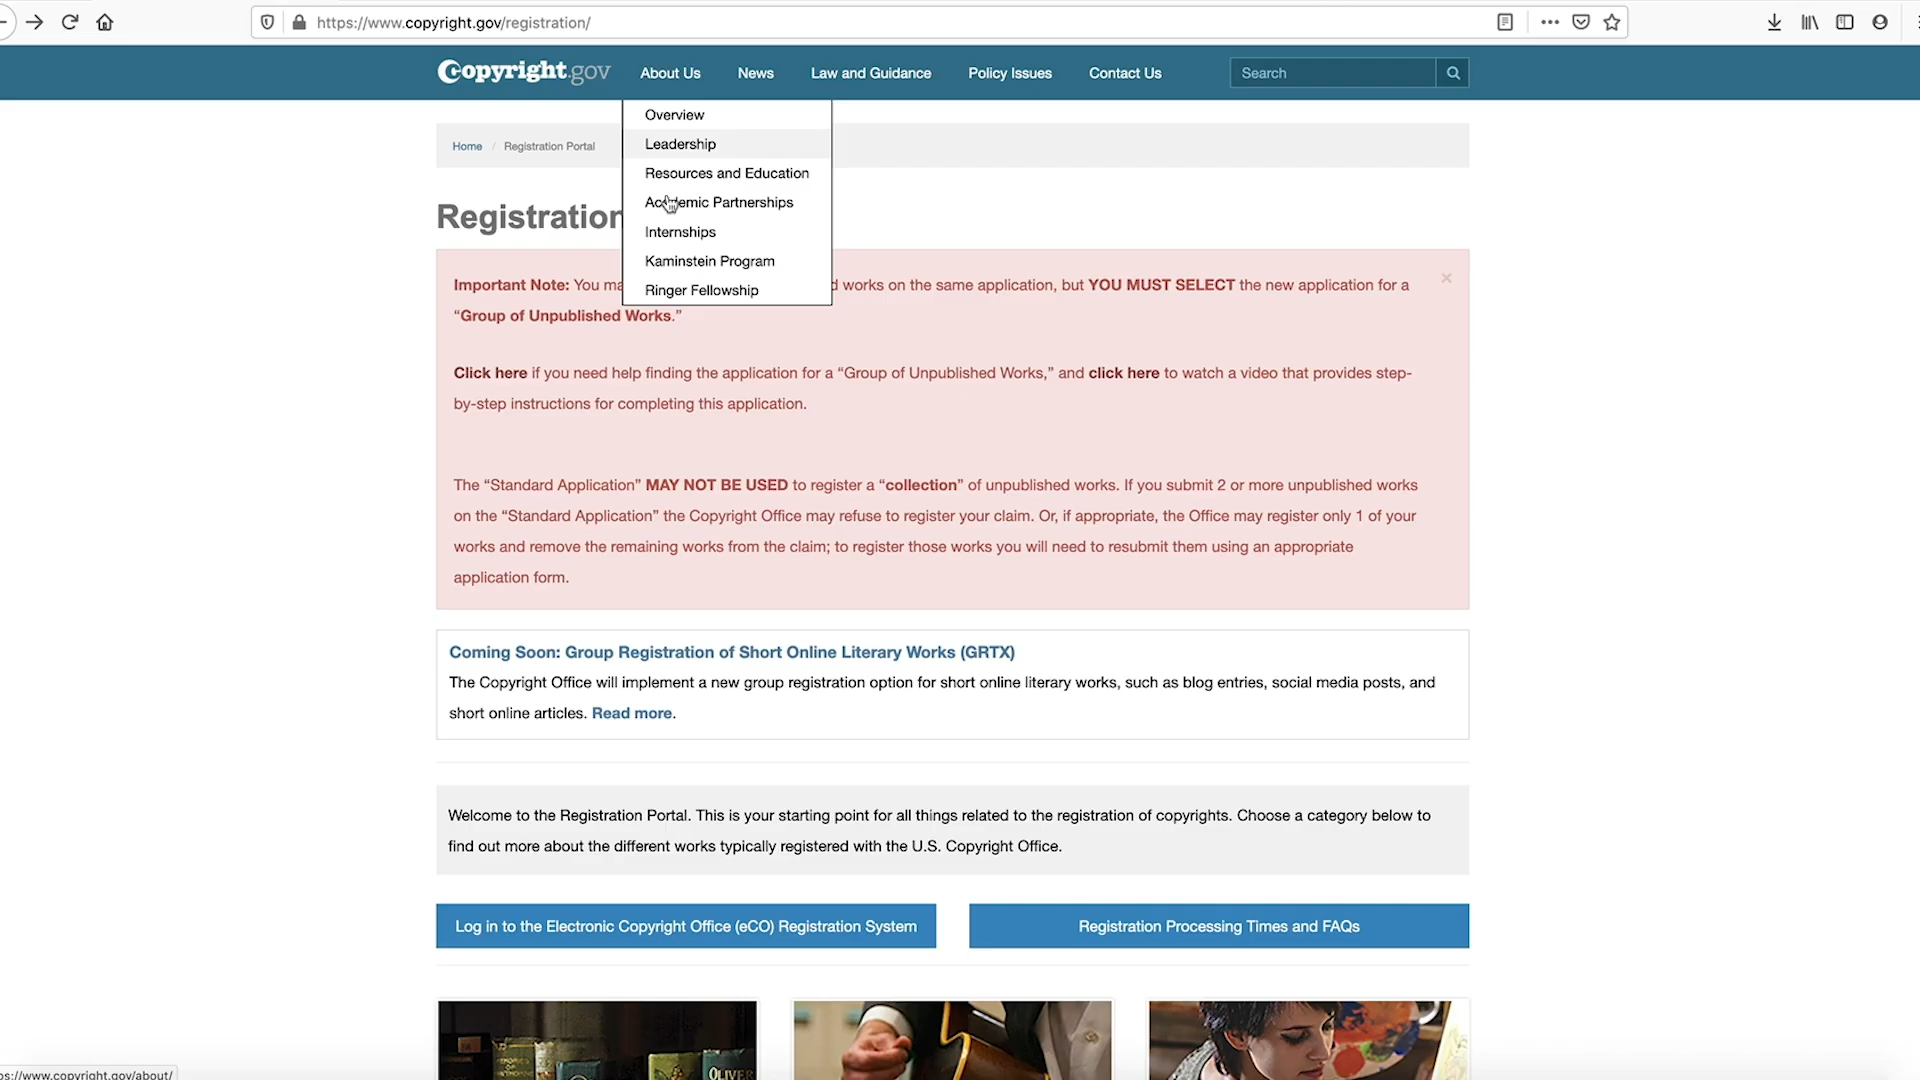 https://www.copyright.gov/registration/
Copyright.gov
About Us
News
Law and Guidance
Policy Issues
Contact Us
Search
Overview
Leadership
Resources and Education
Academic Partnerships
Internships
Kaminstein Program
Ringer Fellowship
Home / Registration Portal
Registration
Important Note: You works on the same application, but YOU MUST SELECT the new application for a
“Group of Unpublished Works.”
Click here if you need help finding the application for a “Group of Unpublished Works,” and click here to watch a video that provides step-
by-step instructions for completing this application.
The “Standard Application” MAY NOT BE USED to register a “collection” of unpublished works. If you submit 2 or more unpublished works
on the “Standard Application” the Copyright Office may refuse to register your claim. Or, if appropriate, the Office may register only 1 of your
works and remove the remaining works from the claim; to register those works you will need to resubmit them using an appropriate
application form.
Coming Soon: Group Registration of Short Online Literary Works (GRTX)
The Copyright Office will implement a new group registration option for short online literary works, such as blog entries, social media posts, and
short online articles. Read more.
Welcome to the Registration Portal. This is your starting point for all things related to the registration of copyrights. Choose a category below to
find out more about the different works typically registered with the U.S. Copyright Office.
Log in to the Electronic Copyright Office (eCO) Registration System
Registration Processing Times and FAQs
OLIVER
ps://www.copyright.gov/about/